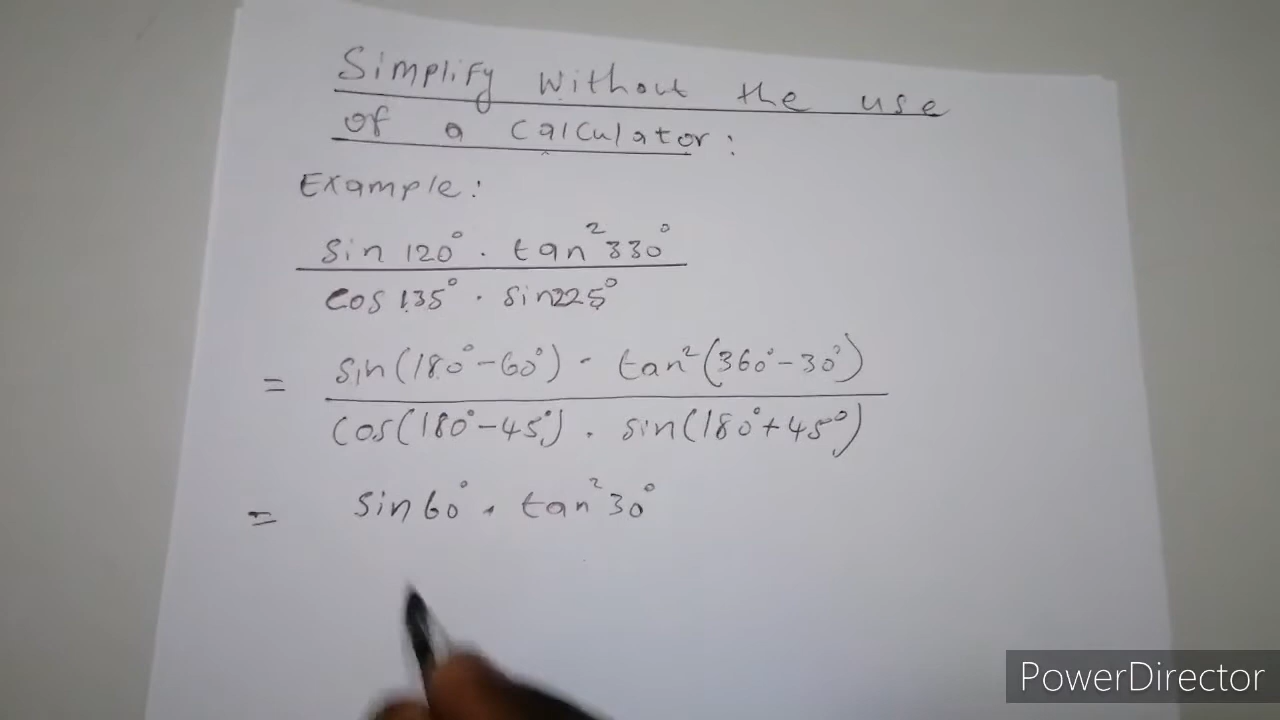 Simplify without the use
of a calculator:
Example:
sin 120° . tan² 330°
cos 135° . sin 225°
= sin(180° - 60°) - tan²(360° - 30°)
cos(180° - 45°) . sin(180° + 45°)
= sin 60° . tan² 30°
PowerDirector